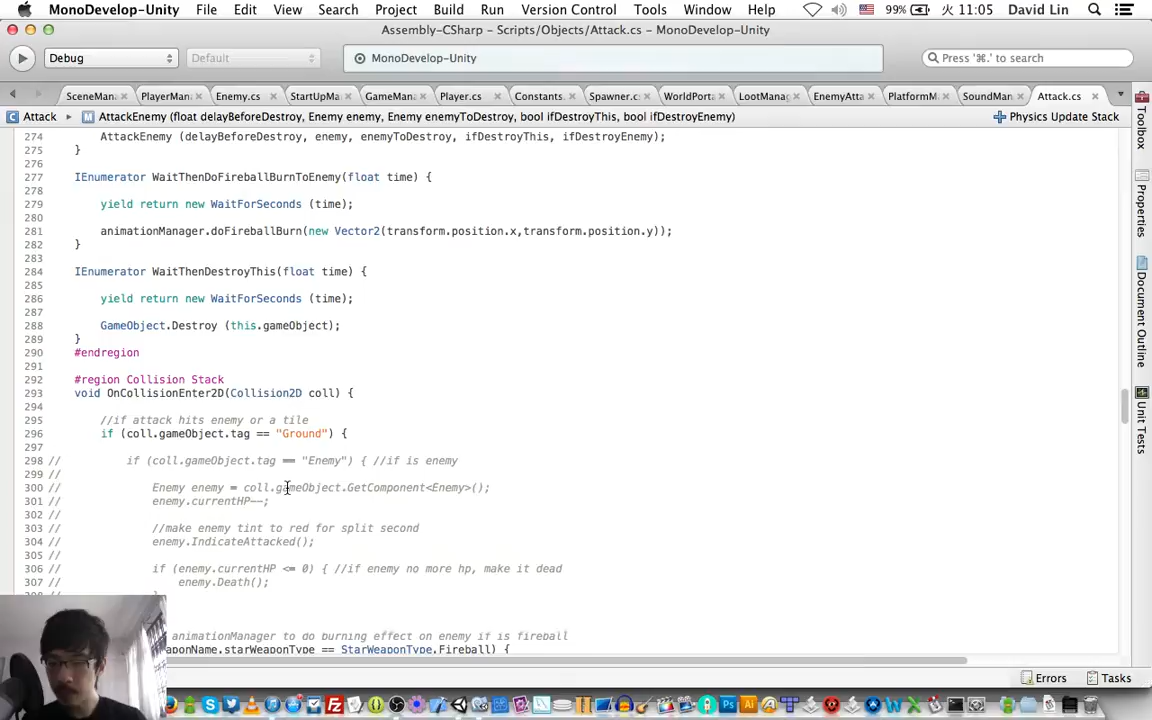 MonoDevelop-Unity File Edit View Search Project Build Run Version Control Tools Window Help 99% 11:05 David Lin
Assembly-CSharp - Scripts/Objects/Attack.cs - MonoDevelop-Unity
Debug Default MonoDevelop-Unity Press '⌘.' to search
SceneMan PlayerMan Enemy.cs StartUpMa GameMan Player.cs Constants Spawner.cs WorldPort LootManag EnemyAtta PlatformM SoundMan Attack.cs
Attack AttackEnemy (float delayBeforeDestroy, Enemy enemy, Enemy enemyToDestroy, bool ifDestroyThis, bool ifDestroyEnemy) Physics Update Stack
Toolbox
Properties
Document Outline
Unit Tests
274 AttackEnemy (delayBeforeDestroy, enemy, enemyToDestroy, ifDestroyThis, ifDestroyEnemy);
275 }
276
277 IEnumerator WaitThenDoFireballBurnToEnemy(float time) {
278
279 yield return new WaitForSeconds (time);
280
281 animationManager.doFireballBurn(new Vector2(transform.position.x,transform.position.y));
282 }
283
284 IEnumerator WaitThenDestroyThis(float time) {
285
286 yield return new WaitForSeconds (time);
287
288 GameObject.Destroy (this.gameObject);
289 }
290 #endregion
291
292 #region Collision Stack
293 void OnCollisionEnter2D(Collision2D coll) {
294
295 //if attack hits enemy or a tile
296 if (coll.gameObject.tag == "Ground") {
297
298 // if (coll.gameObject.tag == "Enemy") { //if is enemy
299 //
300 // Enemy enemy = coll.gameObject.GetComponent<Enemy>();
301 // enemy.currentHP--;
302 //
303 // //make enemy tint to red for split second
304 // enemy.IndicateAttacked();
305 //
306 // if (enemy.currentHP <= 0) { //if enemy no more hp, make it dead
307 // enemy.Death();
animationManager to do burning effect on enemy if is fireball
aponName.starWeaponType == StarWeaponType.Fireball) {
Errors Tasks